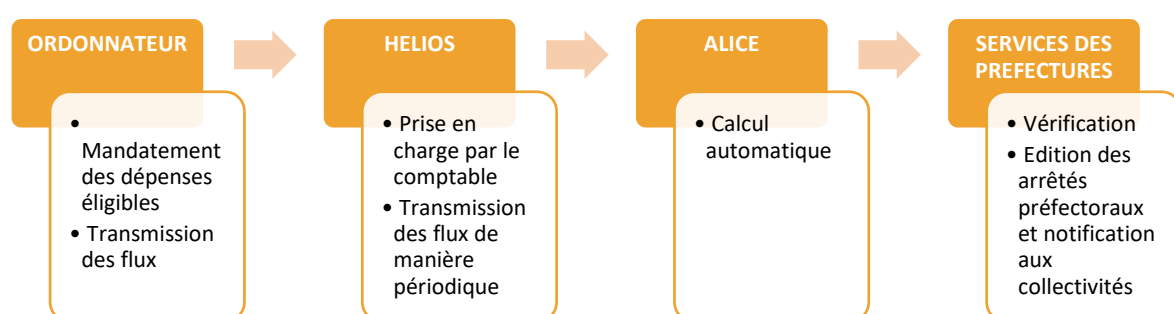 ORDONNATEUR
•
Mandatement
des dépenses
éligibles
• Transmission
des flux
HELIOS
• Prise en
charge par le
comptable
• Transmission
des flux de
manière
périodique
ALICE
• Calcul
automatique
SERVICES DES
PREFECTURES
• Vérification
• Edition des
arrêtés
préfectoraux
et notification
aux
collectivités